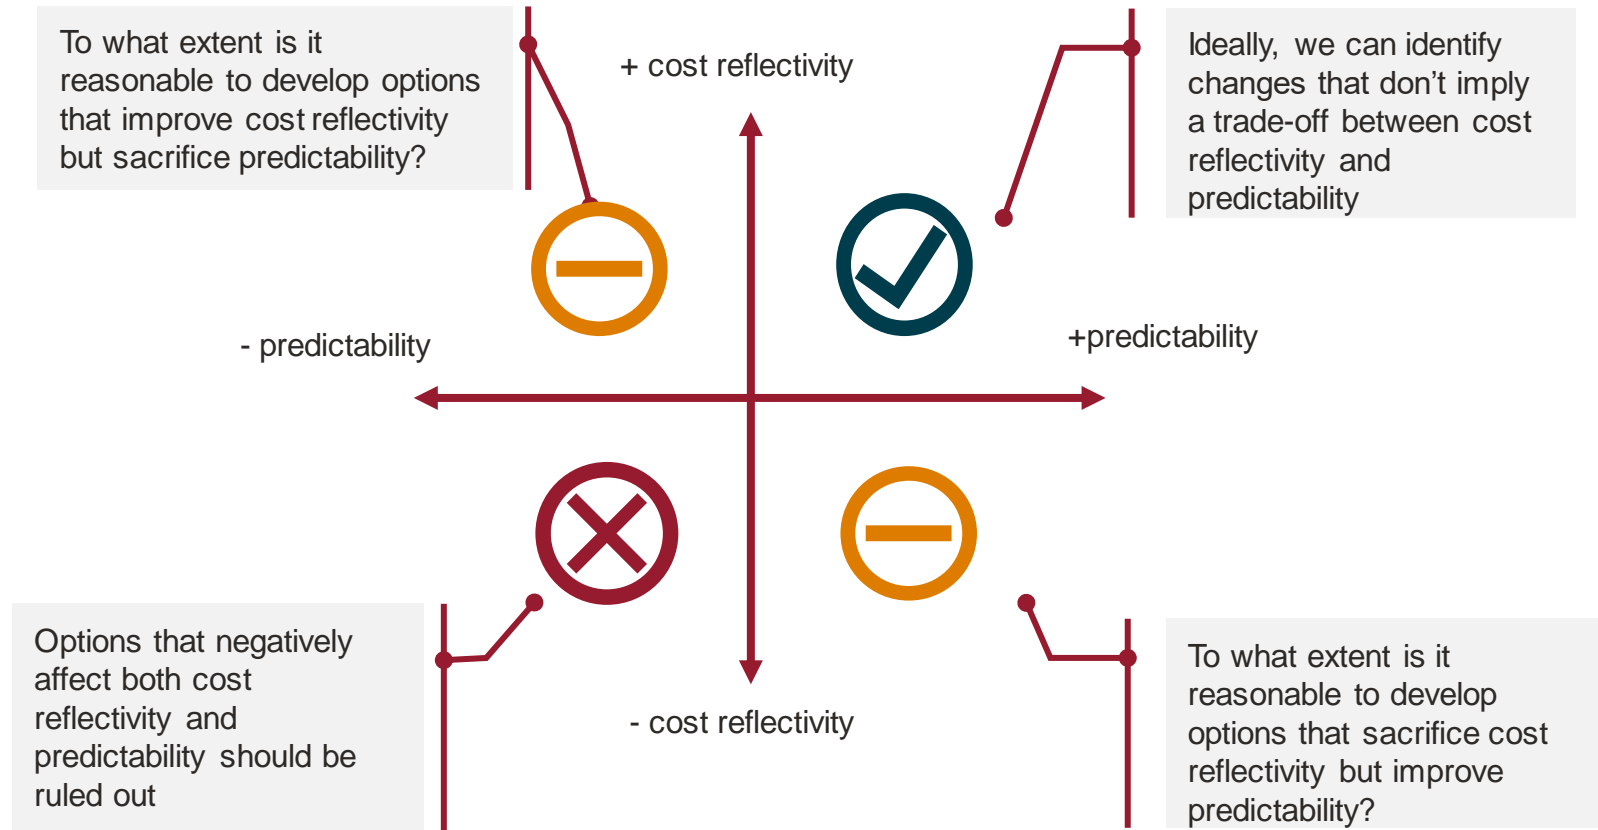 To what extent is it
reasonable to develop options
that improve cost reflectivity
but sacrifice predictability?
+ cost reflectivity
Ideally, we can identify
changes that don’t imply
a trade-off between cost
reflectivity and
predictability
- predictability
+predictability
Options that negatively
affect both cost
reflectivity and
predictability should be
ruled out
- cost reflectivity
To what extent is it
reasonable to develop
options that sacrifice cost
reflectivity but improve
predictability?